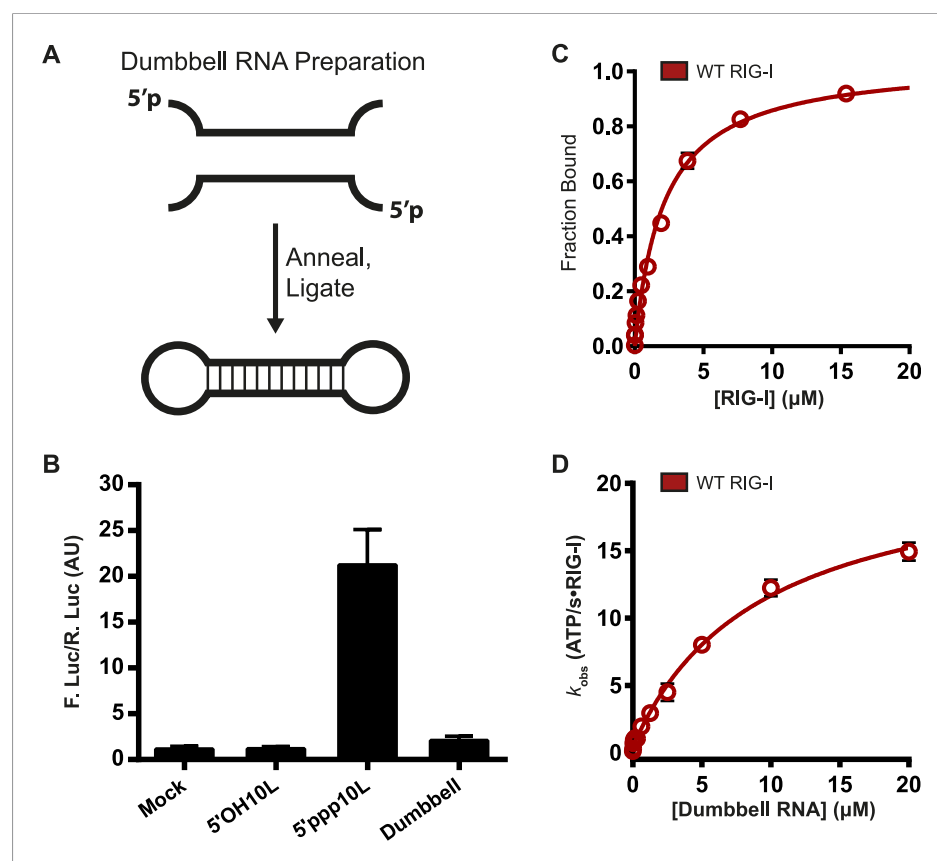 A
Dumbbell RNA Preparation
5'p
5'p
Anneal,
Ligate
B
F. Luc/R. Luc (AU)
30
25
20
15
10
5
0
Mock
5'OH10L
5'ppp10L
Dumbbell
C
WT RIG-I
Fraction Bound
1.0
0.8
0.6
0.4
0.2
0.0
0 5 10 15 20
[RIG-I] (µM)
D
WT RIG-I
k obs (ATP/s•RIG-I)
20
15
10
5
0
0 5 10 15 20
[Dumbbell RNA] (µM)